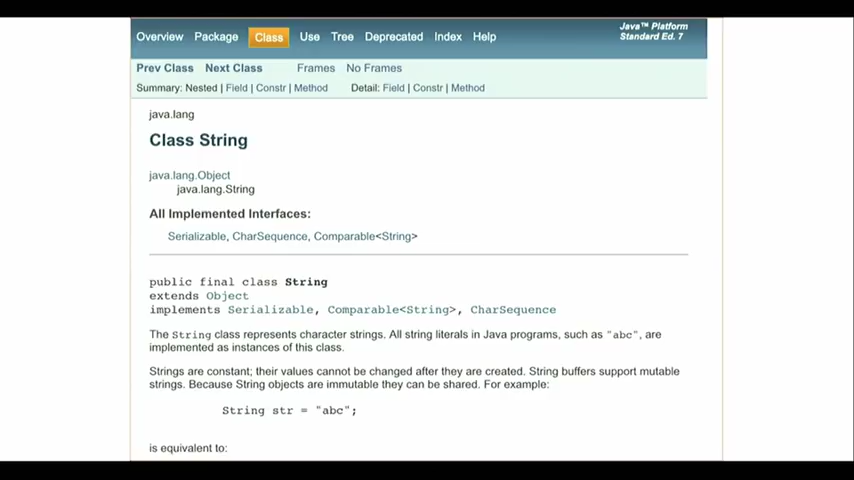 Overview Package Class Use Tree Deprecated Index Help
Java™ Platform
Standard Ed. 7
Prev Class Next Class Frames No Frames
Summary: Nested | Field | Constr | Method Detail: Field | Constr | Method
java.lang
Class String
java.lang.Object
java.lang.String
All Implemented Interfaces:
Serializable, CharSequence, Comparable<String>
public final class String
extends Object
implements Serializable, Comparable<String>, CharSequence
The String class represents character strings. All string literals in Java programs, such as "abc", are
implemented as instances of this class.
Strings are constant; their values cannot be changed after they are created. String buffers support mutable
strings. Because String objects are immutable they can be shared. For example:
String str = "abc";
is equivalent to: